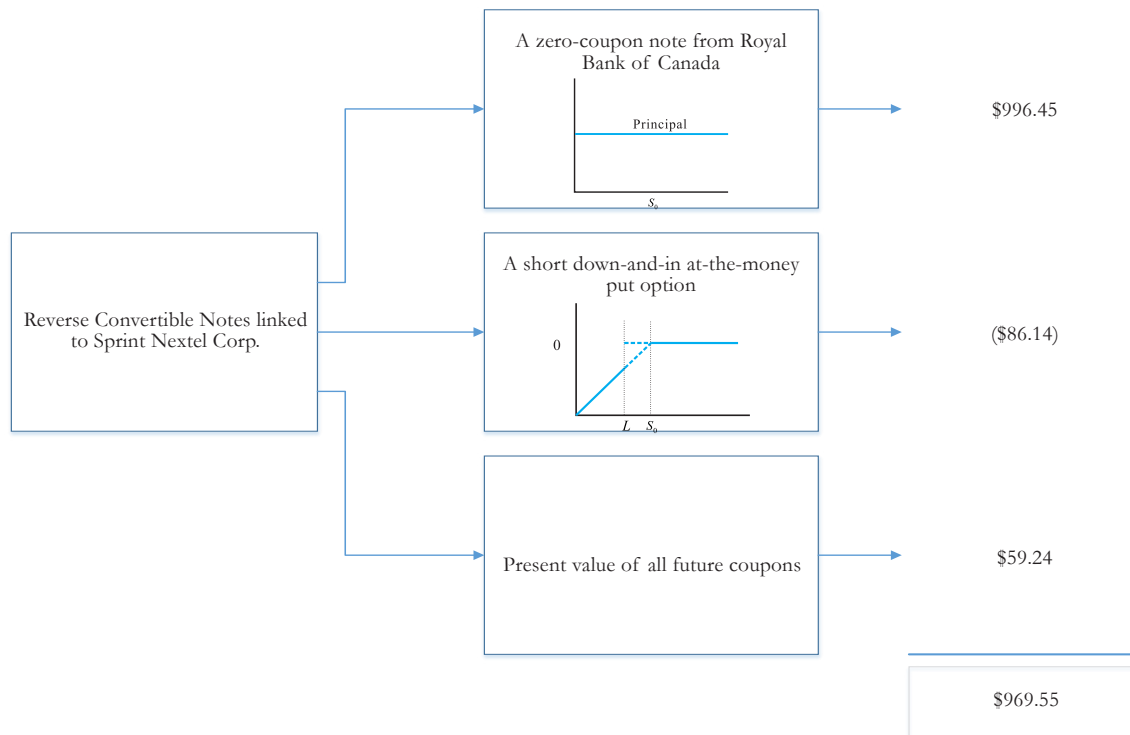 A zero-coupon note from Royal
Bank of Canada
Principal
S₀
$996.45
Reverse Convertible Notes linked
to Sprint Nextel Corp.
A short down-and-in at-the-money
put option
0
L S₀
($86.14)
Present value of all future coupons
$59.24
$969.55